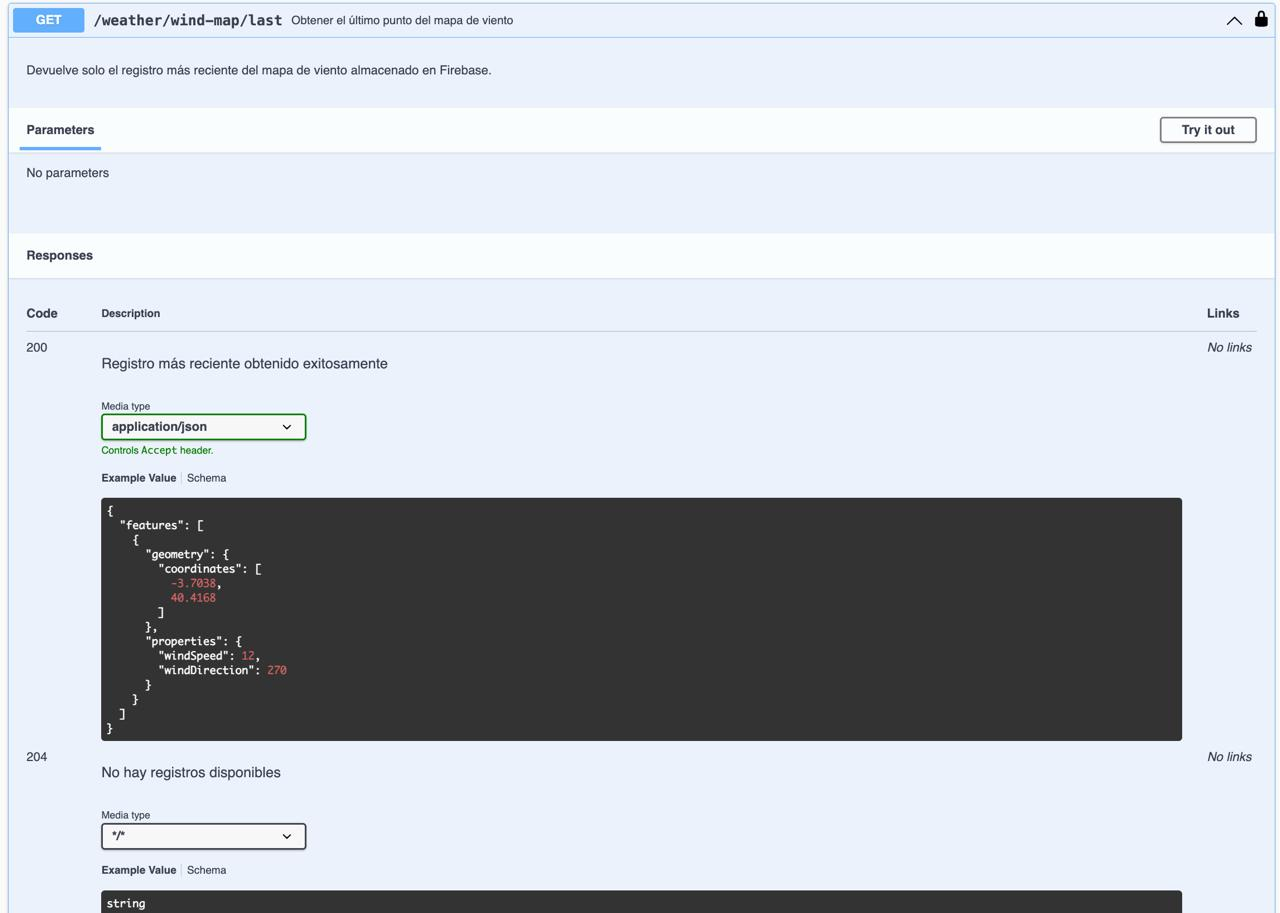 GET /weather/wind-map/last Obtener el último punto del mapa de viento
Devuelve solo el registro más reciente del mapa de viento almacenado en Firebase.
Parameters Try it out
No parameters
Responses
Code Description Links
200 No links
Registro más reciente obtenido exitosamente
Media type
application/json
Controls Accept header.
Example Value Schema
{
  "features": [
    {
      "geometry": {
        "coordinates": [
          -3.7038,
          40.4168
        ]
      },
      "properties": {
        "windSpeed": 12,
        "windDirection": 270
      }
    }
  ]
}
204 No links
No hay registros disponibles
Media type
*/*
Example Value Schema
string